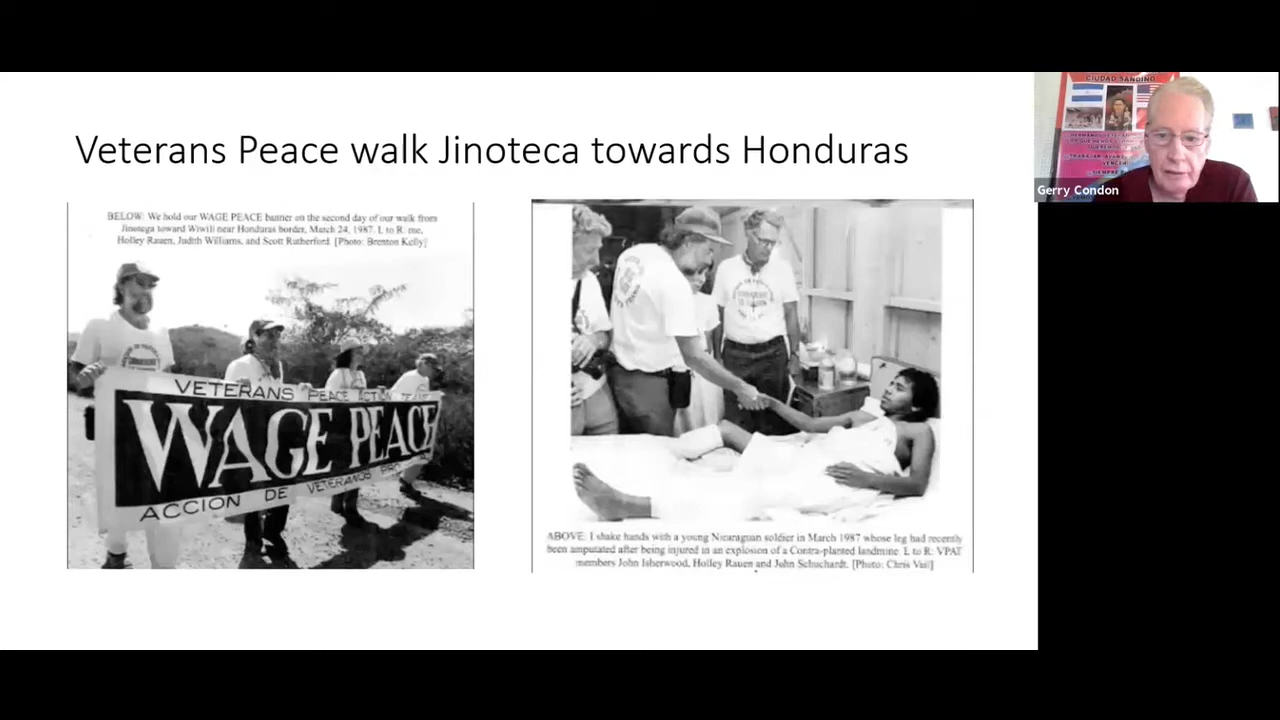 Veterans Peace walk Jinoteca towards Honduras
BELOW: We hold our WAGE PEACE banner on the second day of our walk from
Jinotega toward Wiwili near Honduras border, March 24, 1987. L to R: me,
Holley Rauen, Judith Williams, and Scott Rutherford. [Photo: Brenton Kelly]
VETERANS PEACE ACTION
WAGE PEACE
ACCION DE VETERANOS
ABOVE: I shake hands with a young Nicaraguan soldier in March 1987 whose leg had recently
been amputated after being injured in an explosion of a Contra-planted landmine. L to R: VPAT
members John Isherwood, Holley Rauen and John Schuchardt. [Photo: Chris Vail]
CIUDAD SANDINO
Gerry Condon